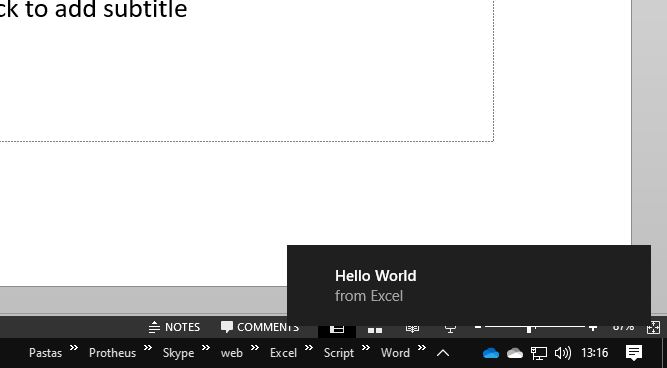 ck to add subtitle
Hello World
from Excel
NOTES COMMENTS 67%
Pastas » Protheus » Skype » web » Excel » Script » Word » 13:16